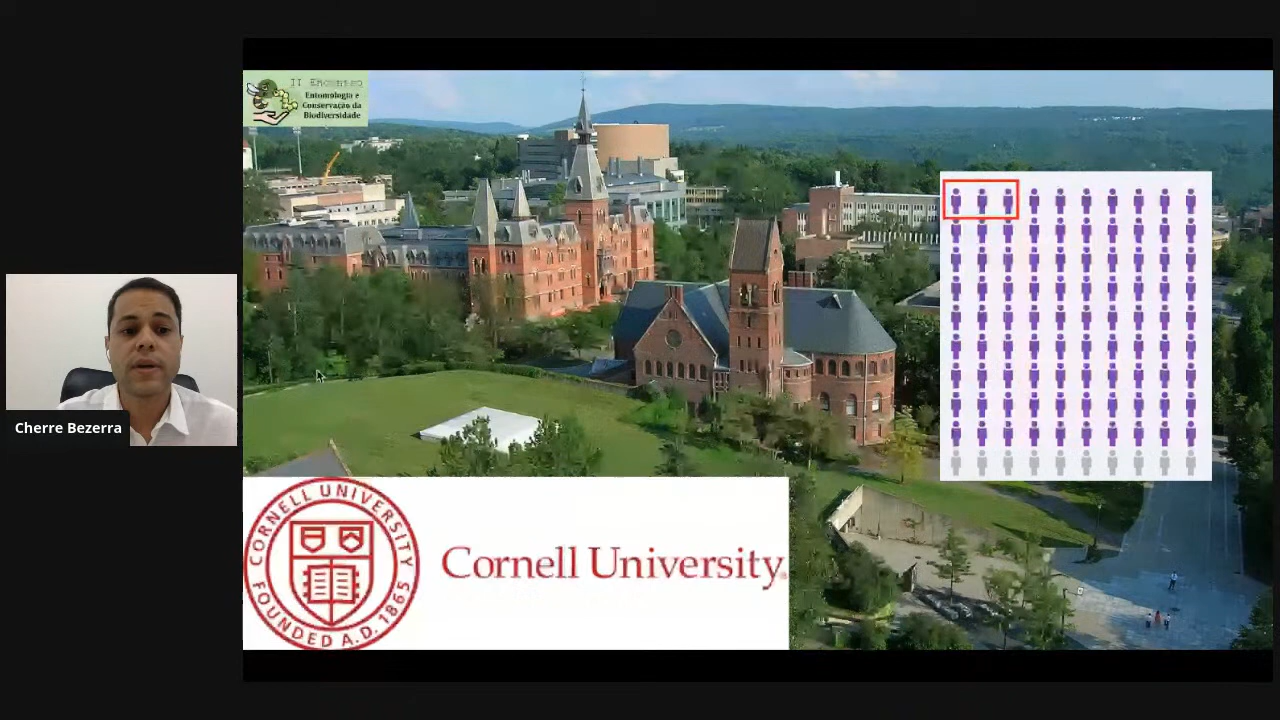 II Encontro
Entomologia e
Conservação da
Biodiversidade
Cherre Bezerra
CORNELL UNIVERSITY
FOUNDED A.D. 1865
Cornell University